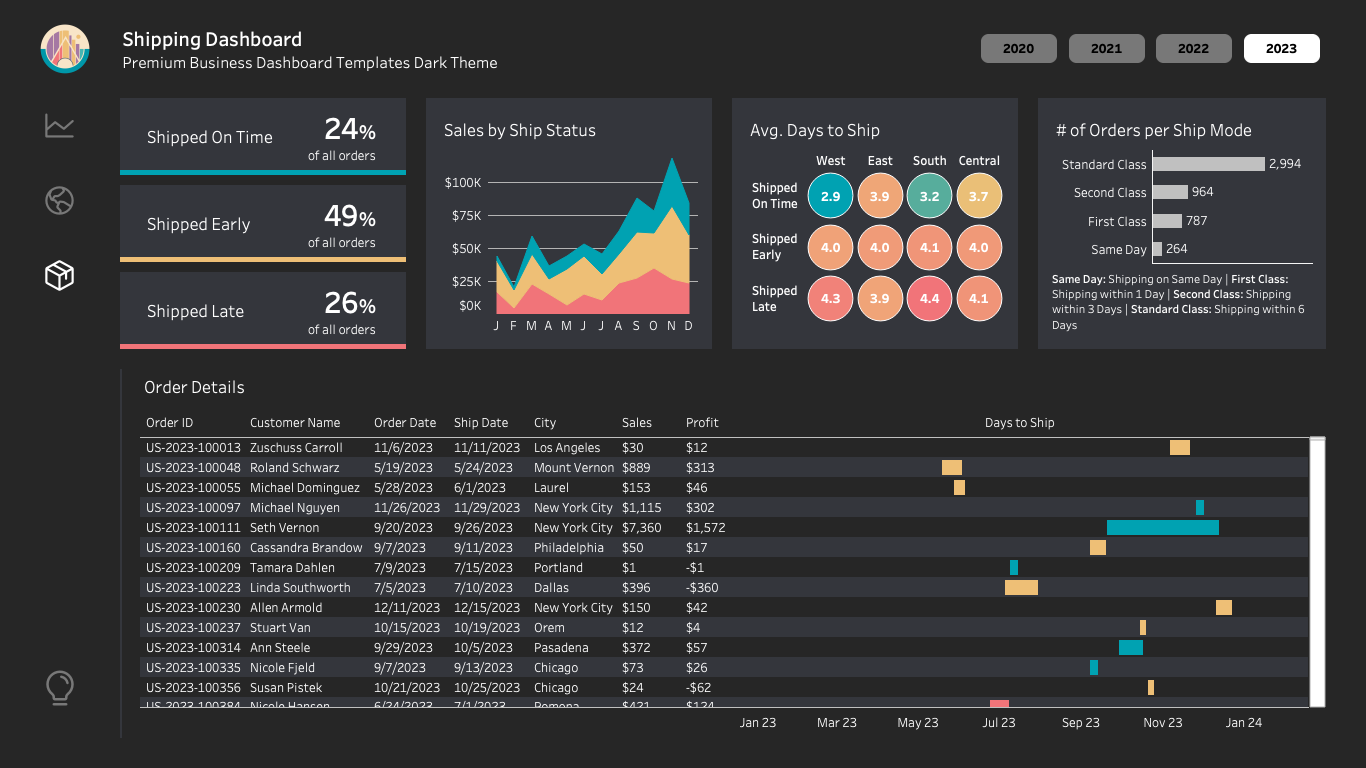 Shipping Dashboard
Premium Business Dashboard Templates Dark Theme
2020 2021 2022 2023
Shipped On Time 24%
of all orders
Shipped Early 49%
of all orders
Shipped Late 26%
of all orders
Sales by Ship Status
$100K
$75K
$50K
$25K
$0K
J F M A M J J A S O N D
Avg. Days to Ship
West East South Central
Shipped
On Time
2.9 3.9 3.2 3.7
Shipped
Early
4.0 4.0 4.1 4.0
Shipped
Late
4.3 3.9 4.4 4.1
# of Orders per Ship Mode
Standard Class 2,994
Second Class 964
First Class 787
Same Day 264
Same Day: Shipping on Same Day | First Class:
Shipping within 1 Day | Second Class: Shipping
within 3 Days | Standard Class: Shipping within 6
Days
Order Details
Order ID Customer Name Order Date Ship Date City Sales Profit Days to Ship
US-2023-100013 Zuschuss Carroll 11/6/2023 11/11/2023 Los Angeles $30 $12
US-2023-100048 Roland Schwarz 5/19/2023 5/24/2023 Mount Vernon $889 $313
US-2023-100055 Michael Dominguez 5/28/2023 6/1/2023 Laurel $153 $46
US-2023-100097 Michael Nguyen 11/26/2023 11/29/2023 New York City $1,115 $302
US-2023-100111 Seth Vernon 9/20/2023 9/26/2023 New York City $7,360 $1,572
US-2023-100160 Cassandra Brandow 9/7/2023 9/11/2023 Philadelphia $50 $17
US-2023-100209 Tamara Dahlen 7/9/2023 7/15/2023 Portland $1 -$1
US-2023-100223 Linda Southworth 7/5/2023 7/10/2023 Dallas $396 -$360
US-2023-100230 Allen Armold 12/11/2023 12/15/2023 New York City $150 $42
US-2023-100237 Stuart Van 10/15/2023 10/19/2023 Orem $12 $4
US-2023-100314 Ann Steele 9/29/2023 10/5/2023 Pasadena $372 $57
US-2023-100335 Nicole Fjeld 9/7/2023 9/13/2023 Chicago $73 $26
US-2023-100356 Susan Pistek 10/21/2023 10/25/2023 Chicago $24 -$62
US-2023-100384 Nicole Hansen 6/24/2023 7/1/2023 Pomona $421 $124
Jan 23 Mar 23 May 23 Jul 23 Sep 23 Nov 23 Jan 24